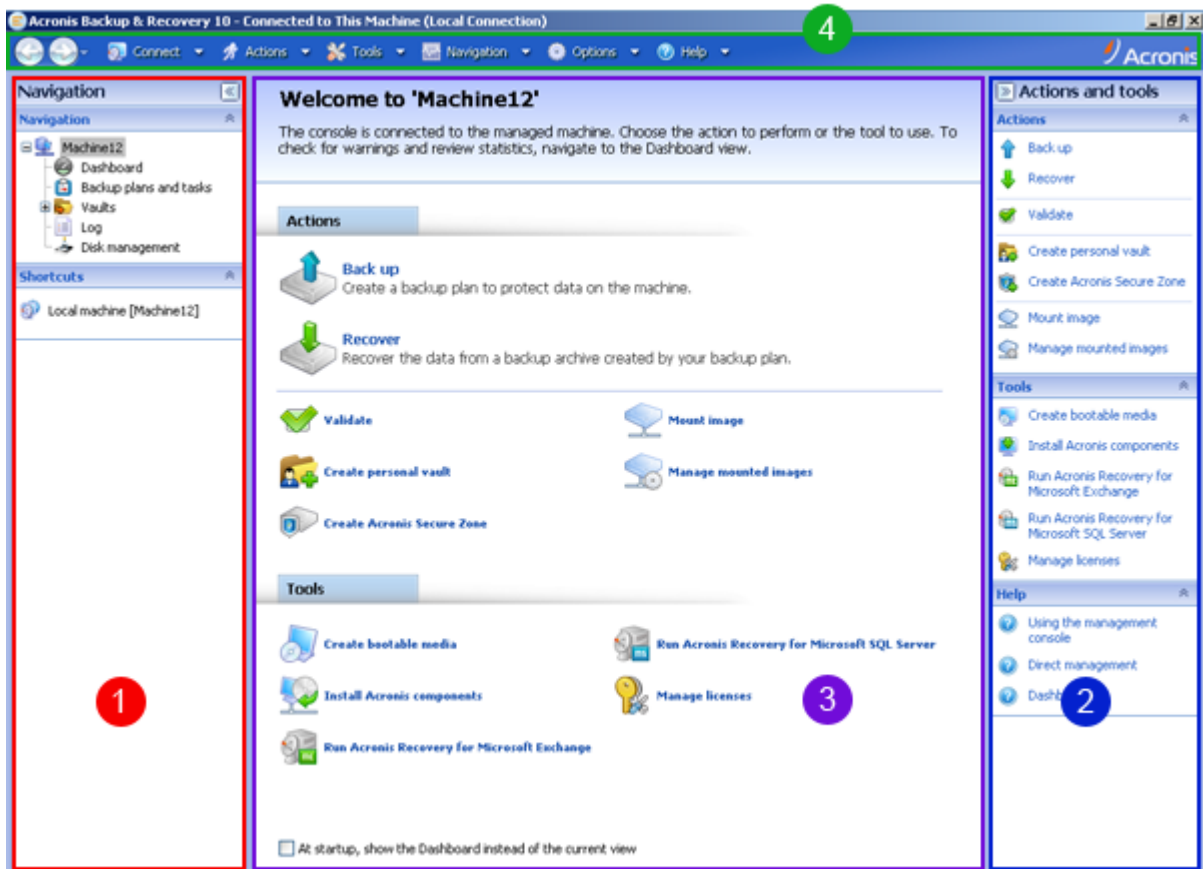 Acronis Backup & Recovery 10 - Connected to This Machine (Local Connection)
4
Connect
Actions
Tools
Navigation
Options
Help
Acronis
Navigation
Navigation
Machine12
Dashboard
Backup plans and tasks
Vaults
Log
Disk management
Shortcuts
Local machine [Machine12]
1
Welcome to 'Machine12'
The console is connected to the managed machine. Choose the action to perform or the tool to use. To
check for warnings and review statistics, navigate to the Dashboard view.
Actions
Back up
Create a backup plan to protect data on the machine.
Recover
Recover the data from a backup archive created by your backup plan.
Validate
Mount image
Create personal vault
Manage mounted images
Create Acronis Secure Zone
Tools
Create bootable media
Run Acronis Recovery for Microsoft SQL Server
Install Acronis components
Manage licenses
3
Run Acronis Recovery for Microsoft Exchange
At startup, show the Dashboard instead of the current view
Actions and tools
Actions
Back up
Recover
Validate
Create personal vault
Create Acronis Secure Zone
Mount image
Manage mounted images
Tools
Create bootable media
Install Acronis components
Run Acronis Recovery for
Microsoft Exchange
Run Acronis Recovery for
Microsoft SQL Server
Manage licenses
Help
Using the management
console
Direct management
2